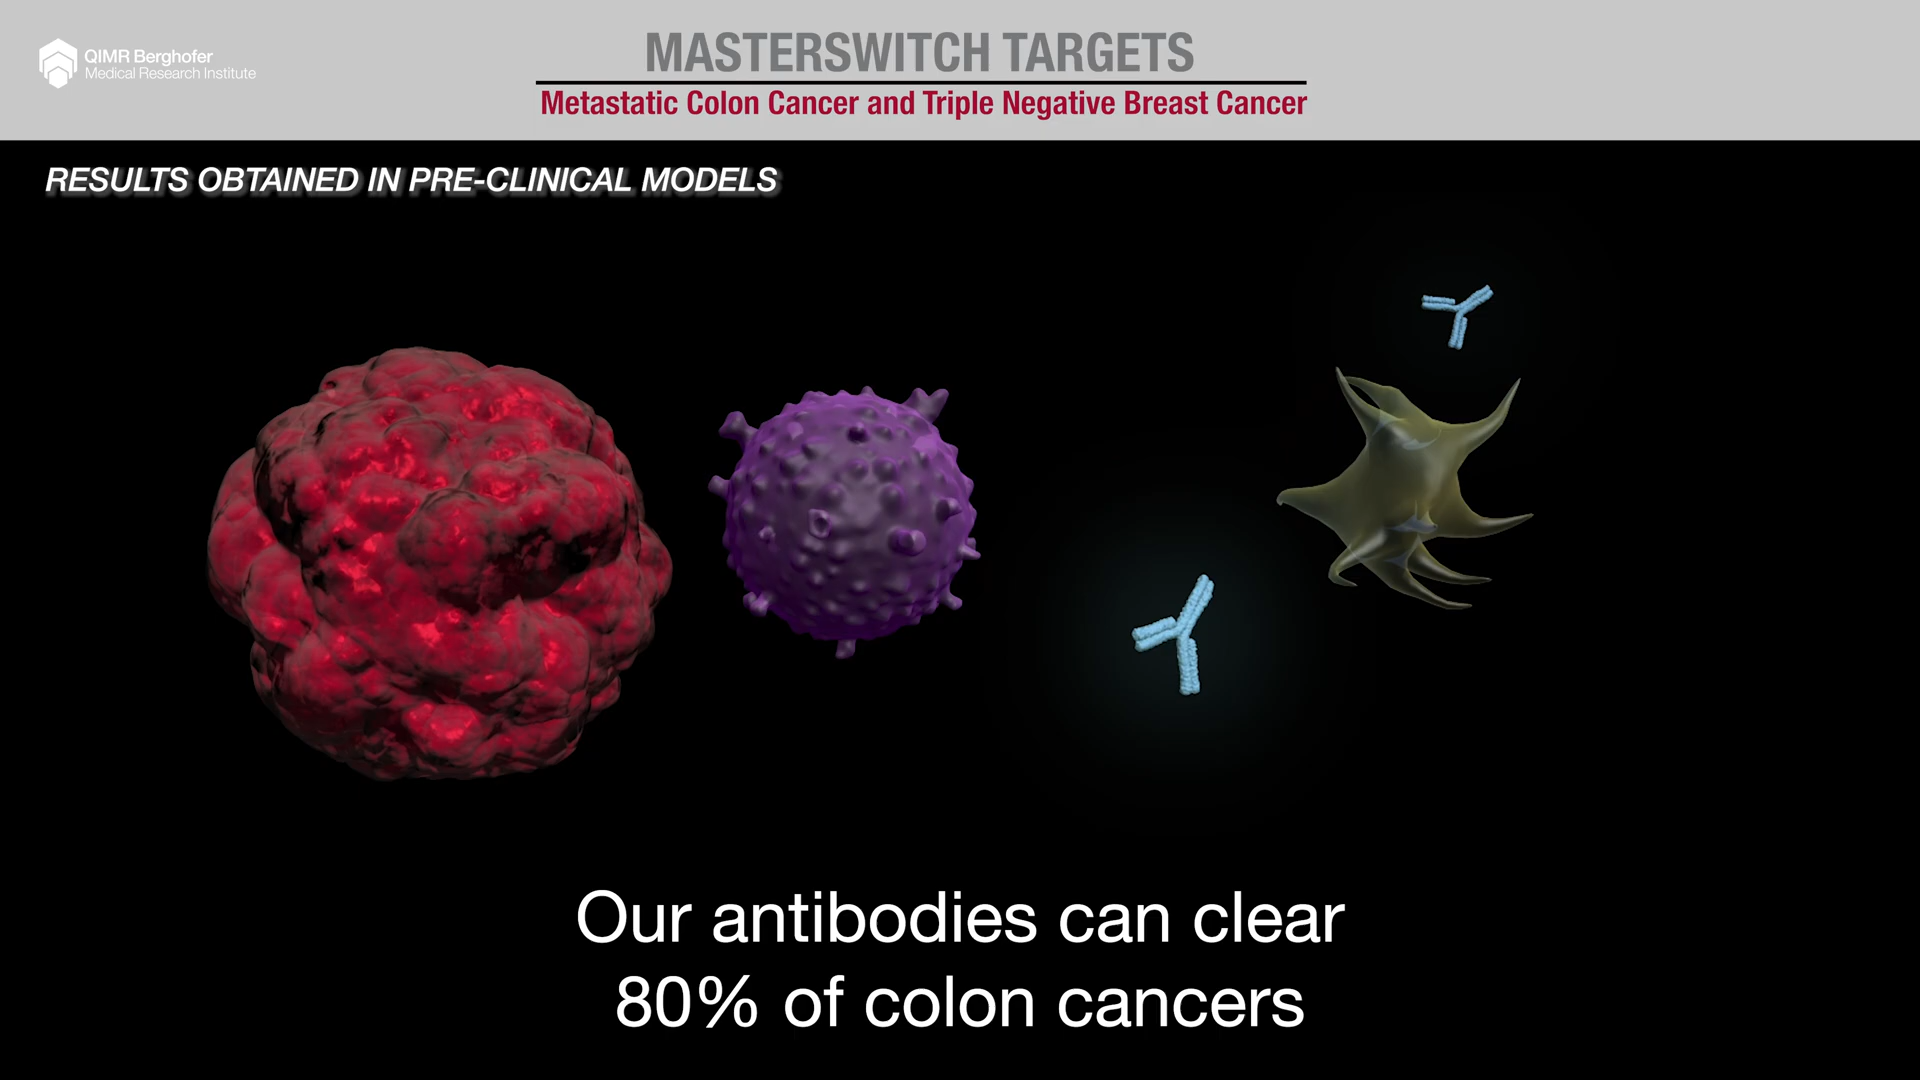 QIMR Berghofer
Medical Research Institute
MASTERSWITCH TARGETS
Metastatic Colon Cancer and Triple Negative Breast Cancer
RESULTS OBTAINED IN PRE-CLINICAL MODELS
Our antibodies can clear
80% of colon cancers